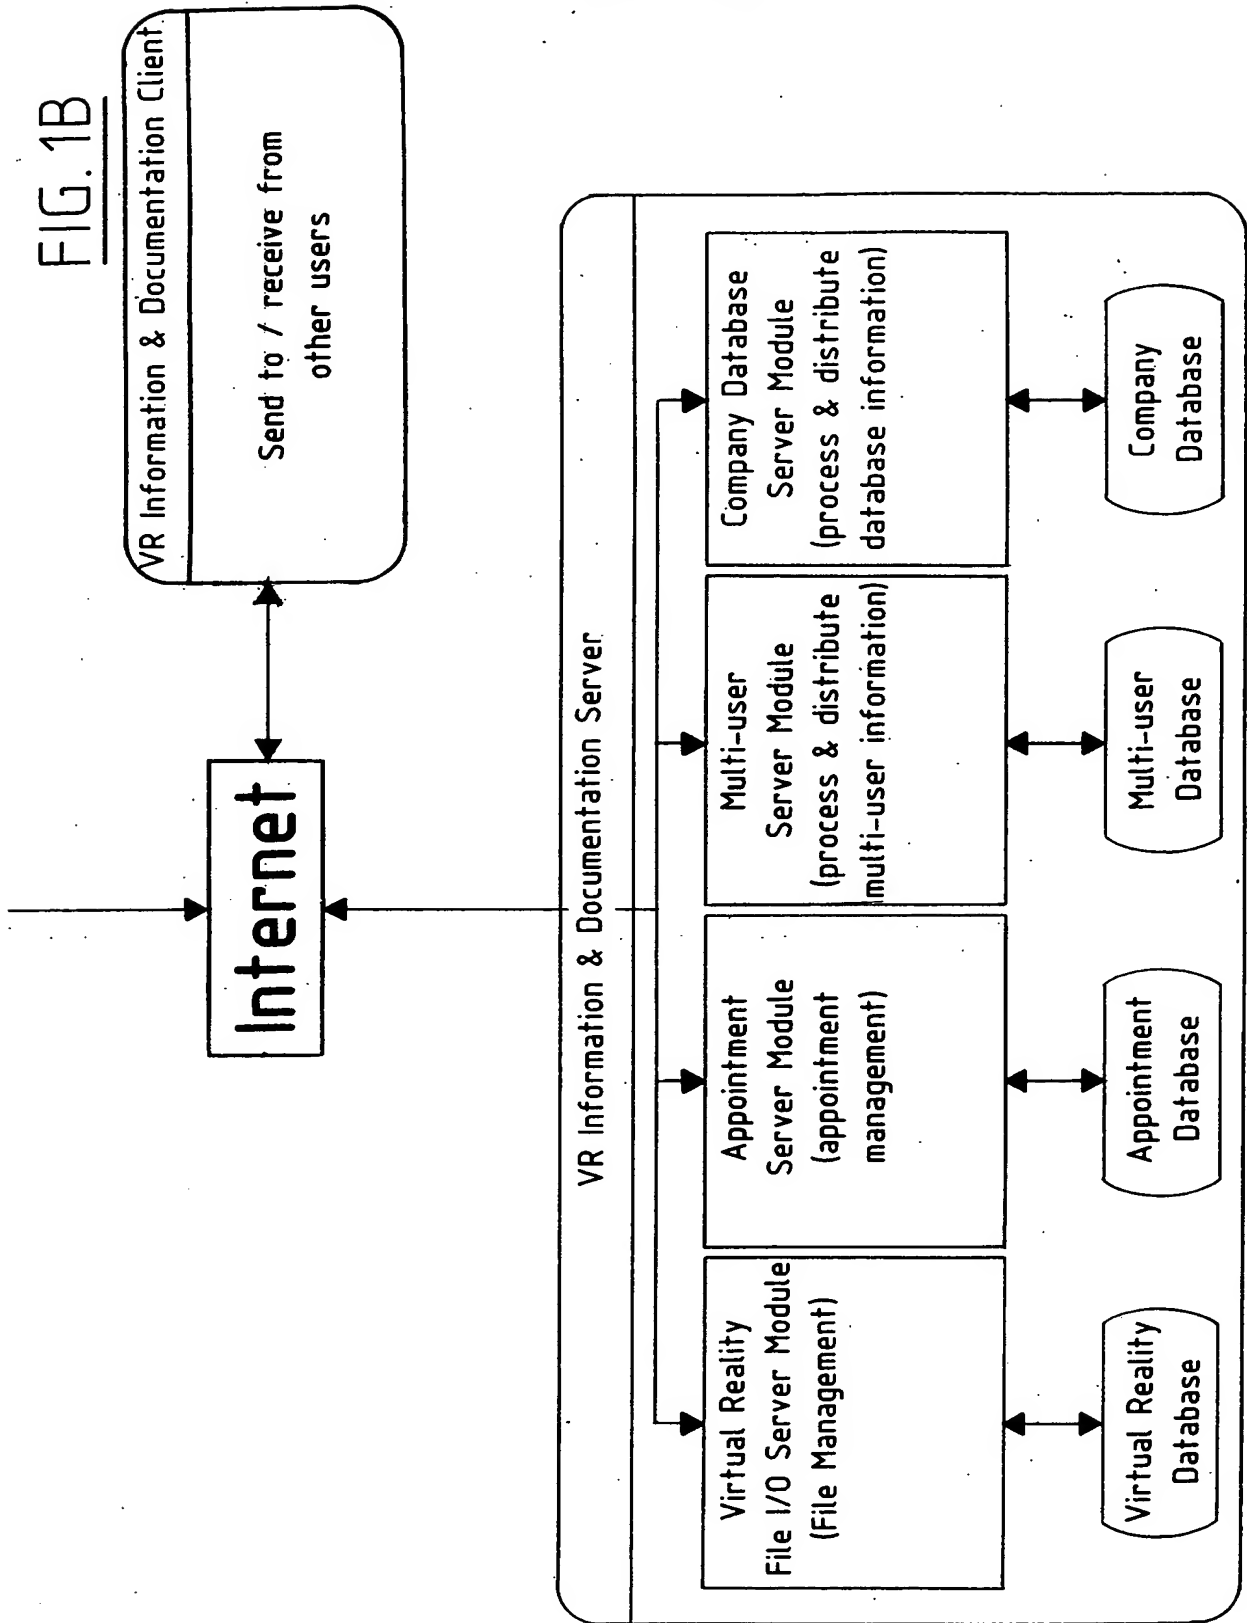 FIG. 1B
VR Information & Documentation Client
Send to / receive from
other users
Internet
VR Information & Documentation Server
Virtual Reality
File I/O Server Module
(File Management)
Appointment
Server Module
(appointment
management)
Multi-user
Server Module
(process & distribute
multi-user information)
Company Database
Server Module
(process & distribute
database information)
Virtual Reality
Database
Appointment
Database
Multi-user
Database
Company
Database